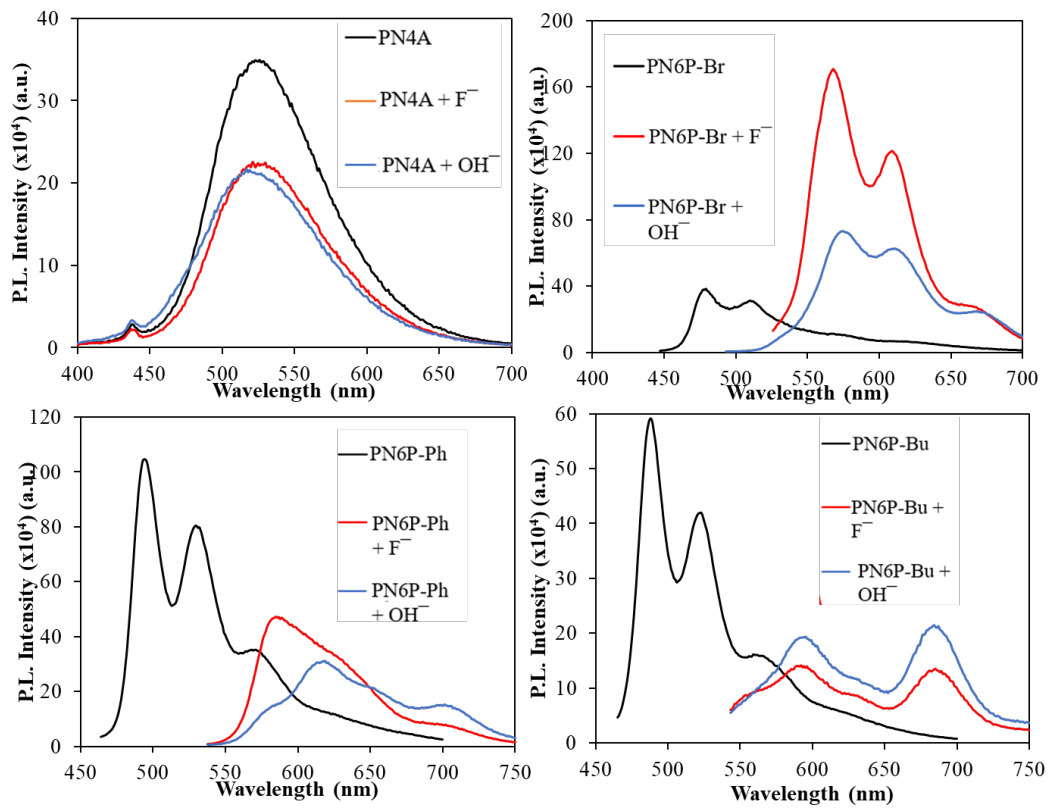 P.L. Intensity (x10⁴) (a.u.)
40
30
20
10
0
PN4A
PN4A + F⁻
PN4A + OH⁻
400 450 500 550 600 650 700
Wavelength (nm)
P.L. Intensity (x10⁴) (a.u.)
200
160
120
80
40
0
PN6P-Br
PN6P-Br + F⁻
PN6P-Br +
OH⁻
400 450 500 550 600 650 700
Wavelength (nm)
P.L. Intensity (x10⁴) (a.u.)
120
100
80
60
40
20
0
PN6P-Ph
PN6P-Ph
+ F⁻
PN6P-Ph
+ OH⁻
450 500 550 600 650 700 750
Wavelength (nm)
P.L. Intensity (x10⁴) (a.u.)
60
50
40
30
20
10
0
PN6P-Bu
PN6P-Bu +
F⁻
PN6P-Bu +
OH⁻
450 500 550 600 650 700 750
Wavelength (nm)